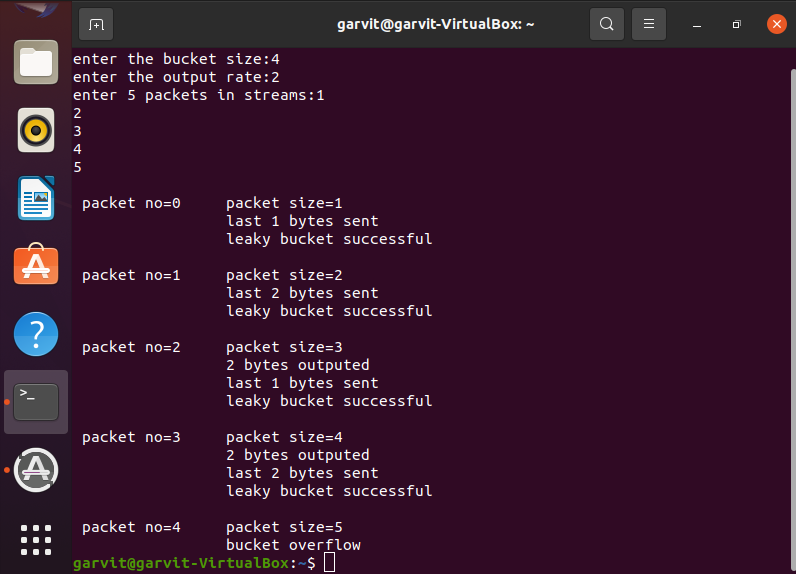 garvit@garvit-VirtualBox: ~
enter the bucket size:4
enter the output rate:2
enter 5 packets in streams:1
2
3
4
5
packet no=0 packet size=1
last 1 bytes sent
leaky bucket successful
packet no=1 packet size=2
last 2 bytes sent
leaky bucket successful
packet no=2 packet size=3
2 bytes outputed
last 1 bytes sent
leaky bucket successful
packet no=3 packet size=4
2 bytes outputed
last 2 bytes sent
leaky bucket successful
packet no=4 packet size=5
bucket overflow
garvit@garvit-VirtualBox:~$